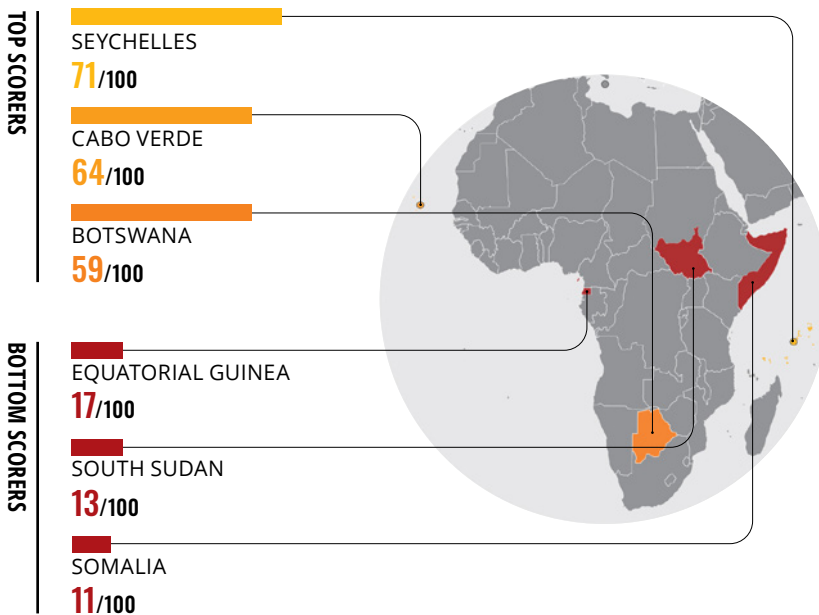 TOP SCORERS
SEYCHELLES
71/100
CABO VERDE
64/100
BOTSWANA
59/100
BOTTOM SCORERS
EQUATORIAL GUINEA
17/100
SOUTH SUDAN
13/100
SOMALIA
11/100